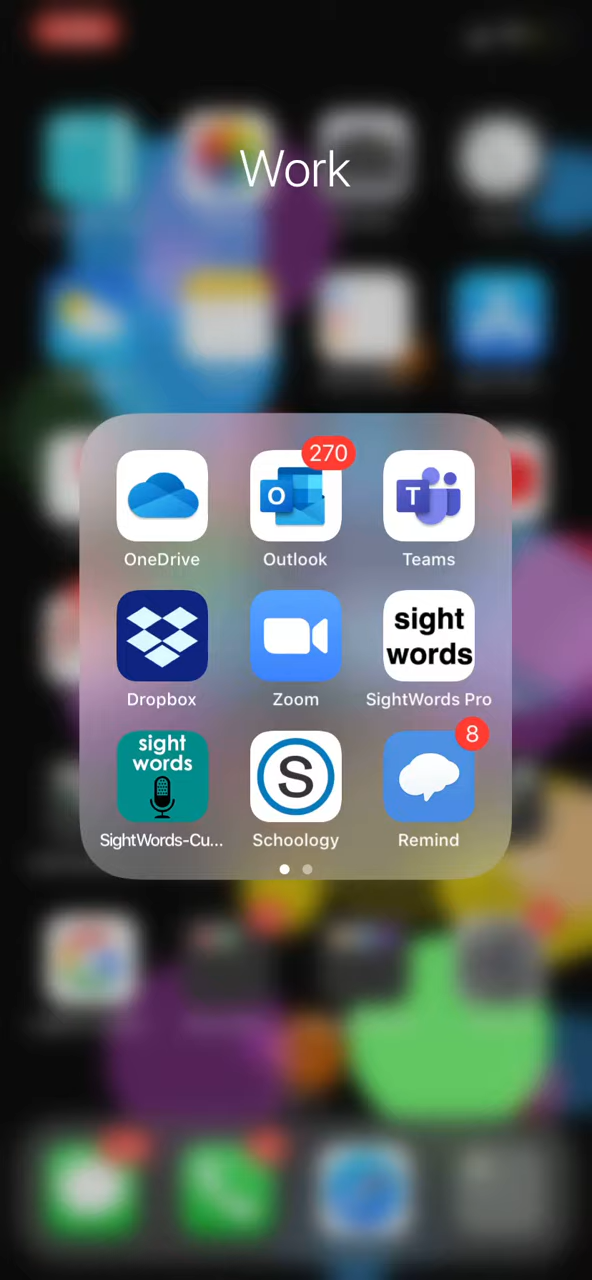 Work
270
O
T
OneDrive
Outlook
Teams
sight
words
Dropbox
Zoom
SightWords Pro
sight
words
S
8
SightWords-Cu...
Schoology
Remind